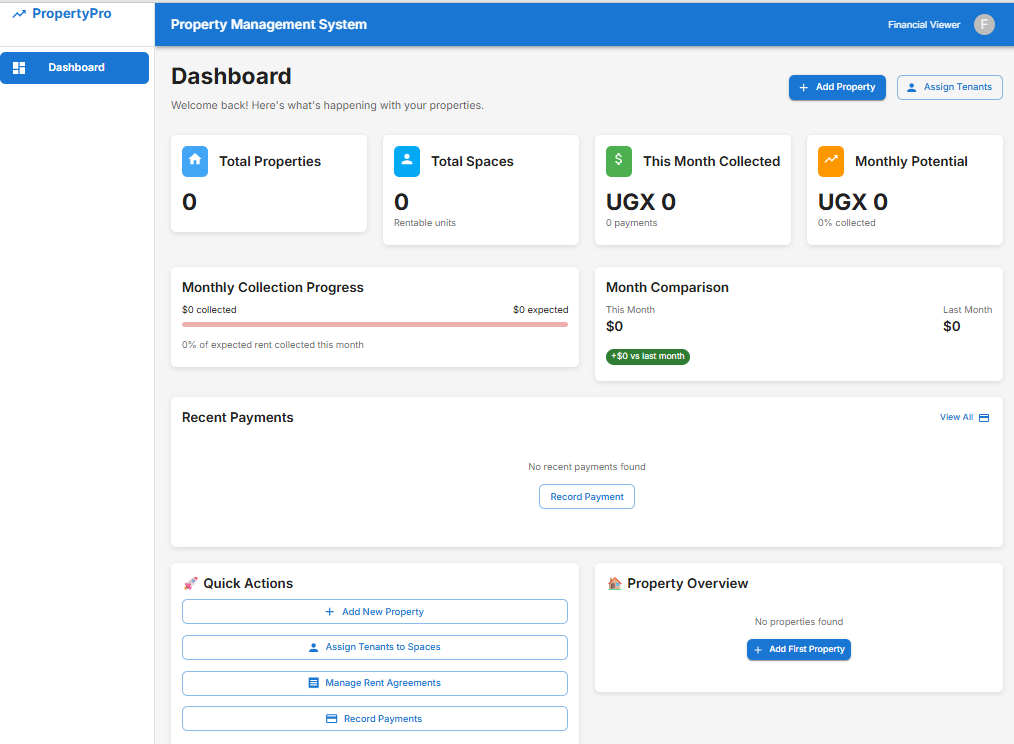 PropertyPro
Property Management System
Financial Viewer
F
Dashboard
Dashboard
Welcome back! Here's what's happening with your properties.
+ Add Property
Assign Tenants
Total Properties
0
Total Spaces
0
Rentable units
$
This Month Collected
UGX 0
0 payments
Monthly Potential
UGX 0
0% collected
Monthly Collection Progress
$0 collected
$0 expected
0% of expected rent collected this month
Month Comparison
This Month
Last Month
$0
$0
+$0 vs last month
Recent Payments
View All
No recent payments found
Record Payment
🚀 Quick Actions
+ Add New Property
Assign Tenants to Spaces
Manage Rent Agreements
Record Payments
🏠 Property Overview
No properties found
+ Add First Property